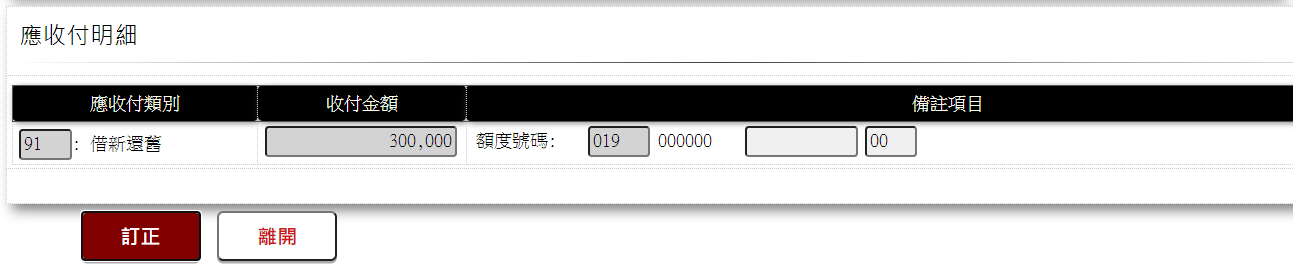 應收付明細
應收付類別 收付金額 備註項目
91 : 借新還舊 300,000 額度號碼: 019 000000 00
訂正 離開